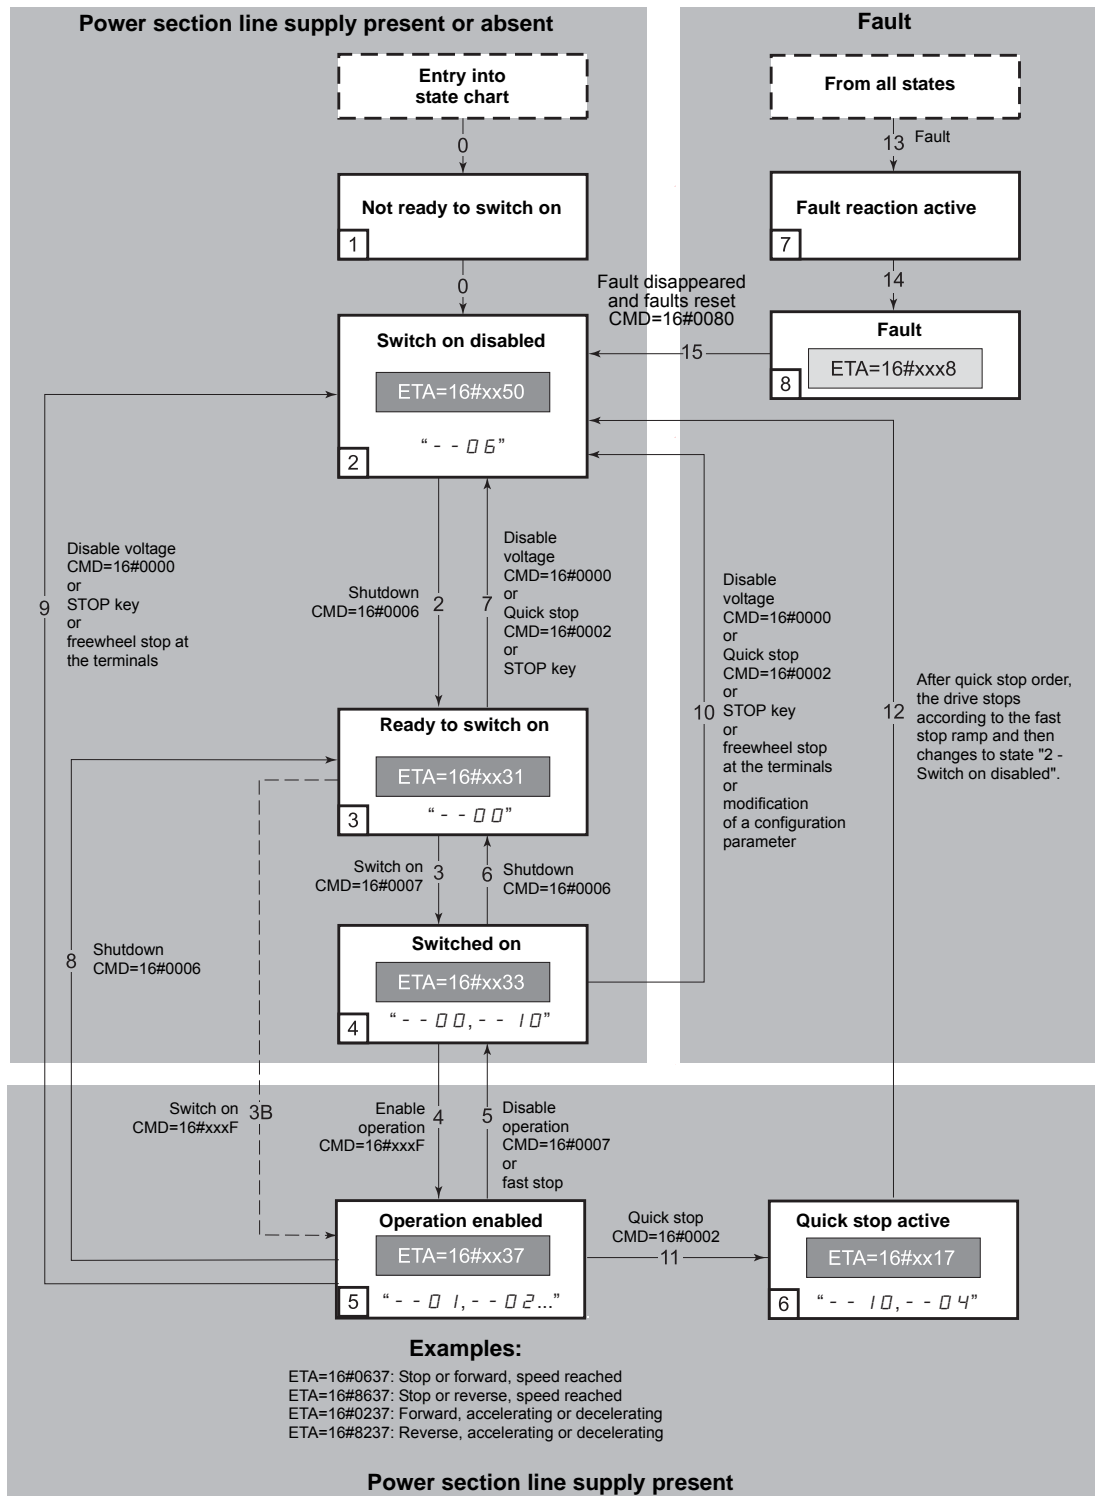 Power section line supply present or absent
Fault
Entry into
state chart
From all states
0
13
Fault
Not ready to switch on
1
Fault reaction active
7
0
14
Fault disappeared
and faults reset
CMD=16#0080
15
Fault
ETA=16#xxx8
8
Switch on disabled
ETA=16#xx50
“- - 06”
2
9
Disable voltage
CMD=16#0000
or
STOP key
or
freewheel stop at
the terminals
Shutdown
CMD=16#0006
2
7
Disable
voltage
CMD=16#0000
or
Quick stop
CMD=16#0002
or
STOP key
10
Disable
voltage
CMD=16#0000
or
Quick stop
CMD=16#0002
or
STOP key
or
freewheel stop
at the terminals
or
modification
of a configuration
parameter
12
After quick stop order,
the drive stops
according to the fast
stop ramp and then
changes to state "2 -
Switch on disabled".
Ready to switch on
ETA=16#xx31
“- - 00”
3
Switch on
CMD=16#0007
3
6
Shutdown
CMD=16#0006
8
Shutdown
CMD=16#0006
Switched on
ETA=16#xx33
“- - 00, - - 10”
4
Switch on
CMD=16#xxxF
3B
Enable
operation
CMD=16#xxxF
4
5
Disable
operation
CMD=16#0007
or
fast stop
Operation enabled
ETA=16#xx37
“- - 01, - - 02...”
5
Quick stop
CMD=16#0002
11
Quick stop active
ETA=16#xx17
“- - 10, - - 04”
6
Examples:
ETA=16#0637: Stop or forward, speed reached
ETA=16#8637: Stop or reverse, speed reached
ETA=16#0237: Forward, accelerating or decelerating
ETA=16#8237: Reverse, accelerating or decelerating
Power section line supply present